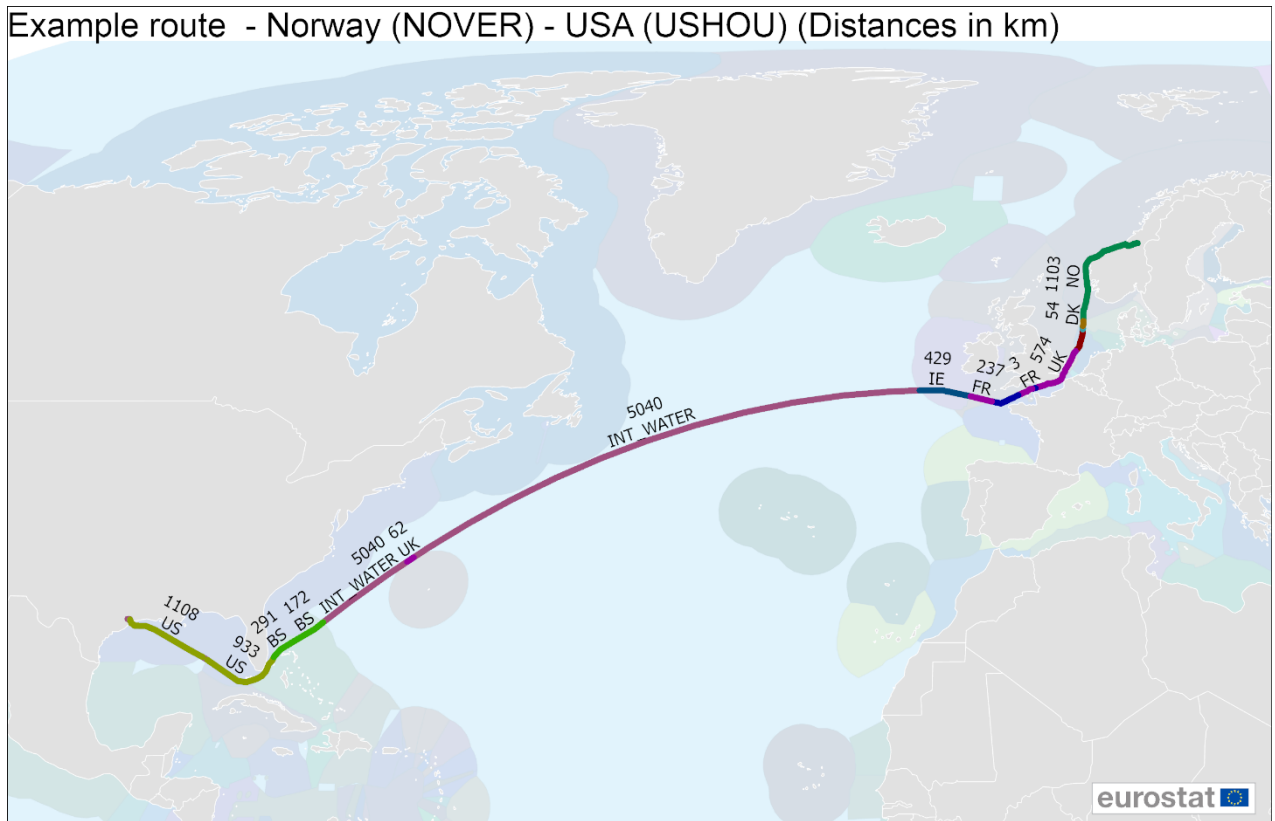 Example route  - Norway (NOVER) - USA (USHOU) (Distances in km)
1103
NO
54
DK
574
UK
3
FR
237
FR
429
IE
5040
INT_WATER
62
UK
5040
INT_WATER
172
BS
291
BS
933
US
1108
US
eurostat